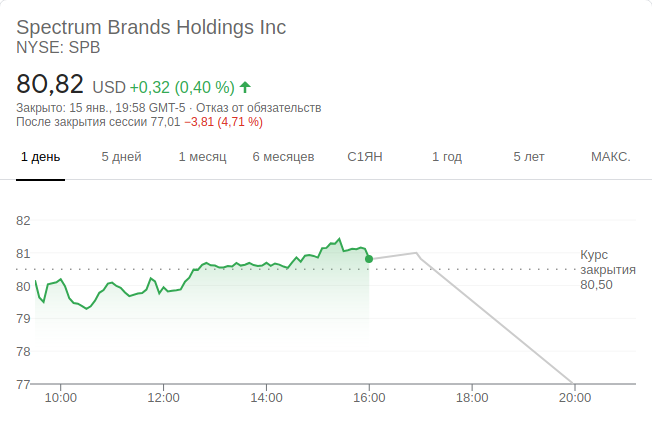 Spectrum Brands Holdings Inc
NYSE: SPB
80,82 USD +0,32 (0,40 %)
Закрыто: 15 янв., 19:58 GMT-5 · Отказ от обязательств
После закрытия сессии 77,01 −3,81 (4,71 %)
1 день 5 дней 1 месяц 6 месяцев С1ЯН 1 год 5 лет МАКС.
82
81
80
79
78
77
Курс
закрытия
80,50
10:00 12:00 14:00 16:00 18:00 20:00